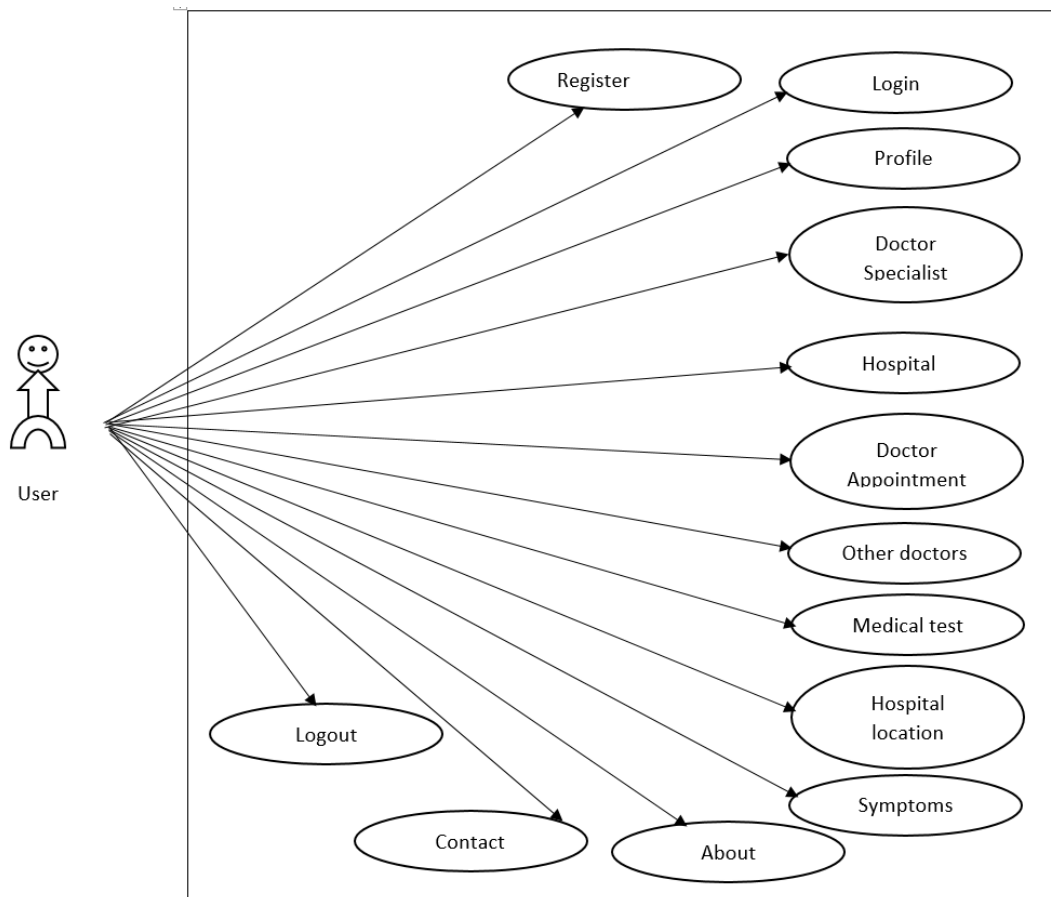 Register
Login
Profile
Doctor
Specialist
Hospital
Doctor
Appointment
User
Other doctors
Medical test
Hospital
location
Logout
Symptoms
Contact
About